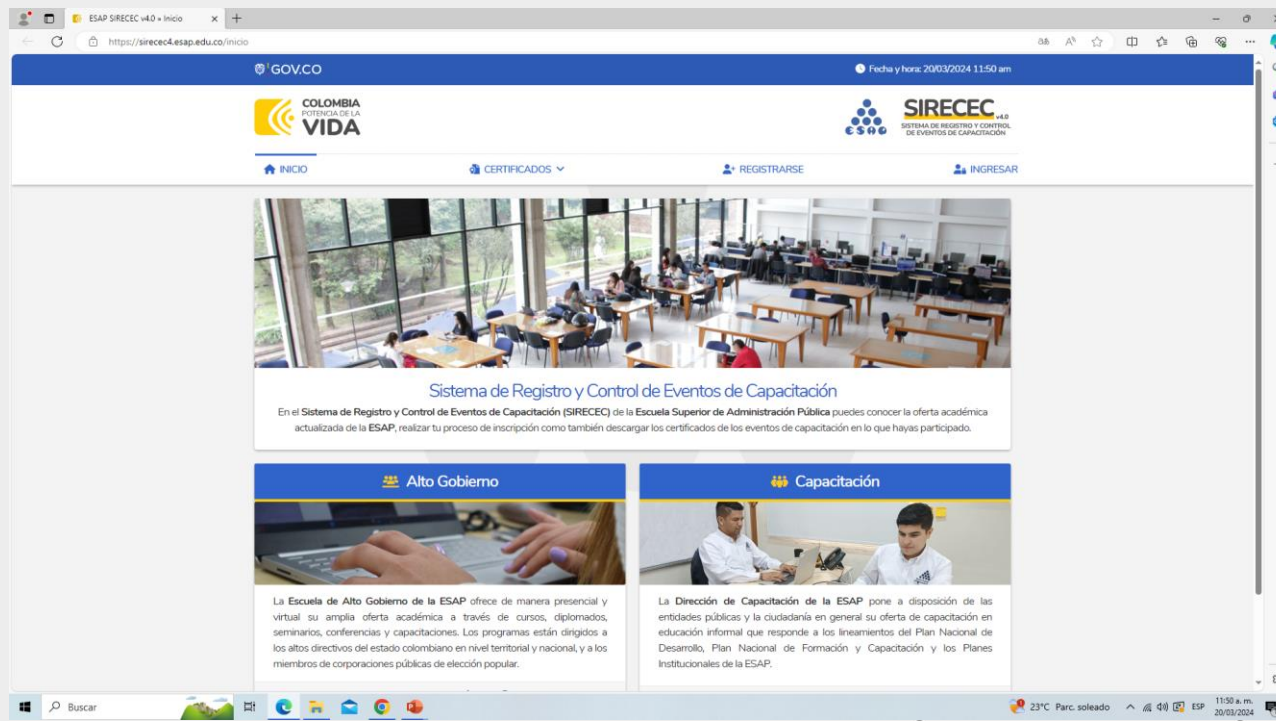 ESAP SIRECEC v4.0 » Inicio
https://sirecec4.esap.edu.co/inicio
GOV.CO
Fecha y hora: 20/03/2024 11:50 am
COLOMBIA
POTENCIA DE LA
VIDA
ESAP
SIRECEC v4.0
SISTEMA DE REGISTRO Y CONTROL
DE EVENTOS DE CAPACITACIÓN
INICIO
CERTIFICADOS
REGISTRARSE
INGRESAR
Sistema de Registro y Control de Eventos de Capacitación
En el Sistema de Registro y Control de Eventos de Capacitación (SIRECEC) de la Escuela Superior de Administración Pública puedes conocer la oferta académica
actualizada de la ESAP, realizar tu proceso de inscripción como también descargar los certificados de los eventos de capacitación en lo que hayas participado.
Alto Gobierno
La Escuela de Alto Gobierno de la ESAP ofrece de manera presencial y
virtual su amplia oferta académica a través de cursos, diplomados,
seminarios, conferencias y capacitaciones. Los programas están dirigidos a
los altos directivos del estado colombiano en nivel territorial y nacional, y a los
miembros de corporaciones públicas de elección popular.
Capacitación
La Dirección de Capacitación de la ESAP pone a disposición de las
entidades públicas y la ciudadanía en general su oferta de capacitación en
educación informal que responde a los lineamientos del Plan Nacional de
Desarrollo, Plan Nacional de Formación y Capacitación y los Planes
Institucionales de la ESAP.
Buscar
23°C Parc. soleado
ESP
11:50 a. m.
20/03/2024